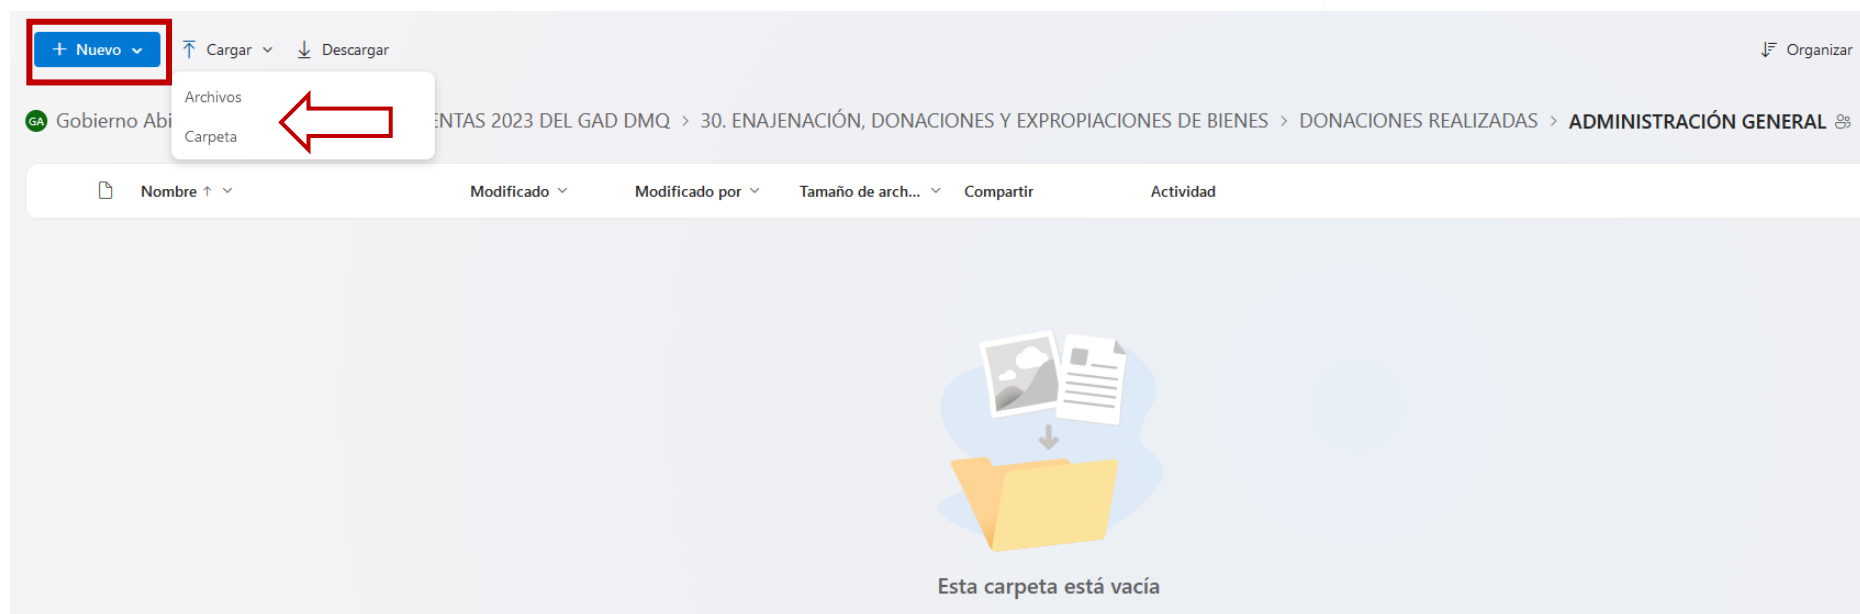 Nuevo Cargar Descargar Organizar
Archivos
Carpeta
GA Gobierno Abi ENTAS 2023 DEL GAD DMQ > 30. ENAJENACIÓN, DONACIONES Y EXPROPIACIONES DE BIENES > DONACIONES REALIZADAS > ADMINISTRACIÓN GENERAL
Nombre ↑ Modificado Modificado por Tamaño de arch... Compartir Actividad
Esta carpeta está vacía